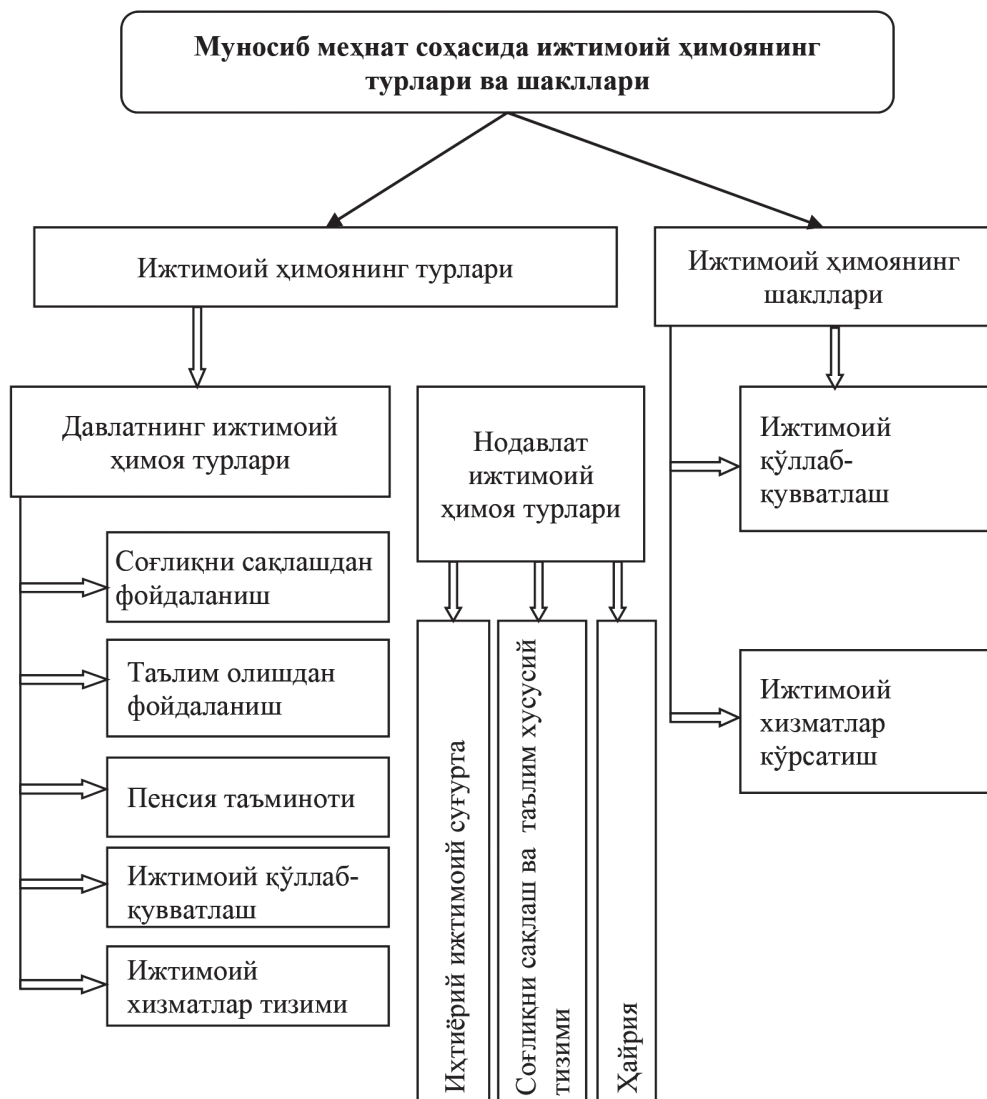 Муносиб меҳнат соҳасида ижтимоий ҳимоянинг
турлари ва шакллари
Ижтимоий ҳимоянинг турлари
Ижтимоий ҳимоянинг
шакллари
Давлатнинг ижтимоий
ҳимоя турлари
Соғлиқни сақлашдан
фойдаланиш
Таълим олишдан
фойдаланиш
Пенсия таъминоти
Ижтимоий қўллаб-
қувватлаш
Ижтимоий
хизматлар тизими
Нодавлат
ижтимоий
ҳимоя турлари
Иҳтиёрий ижтимоий суғурта
Соғлиқни сақлаш ва таълим хусусий
тизими
Ҳайрия
Ижтимоий
қўллаб-
қувватлаш
Ижтимоий
хизматлар
кўрсатиш